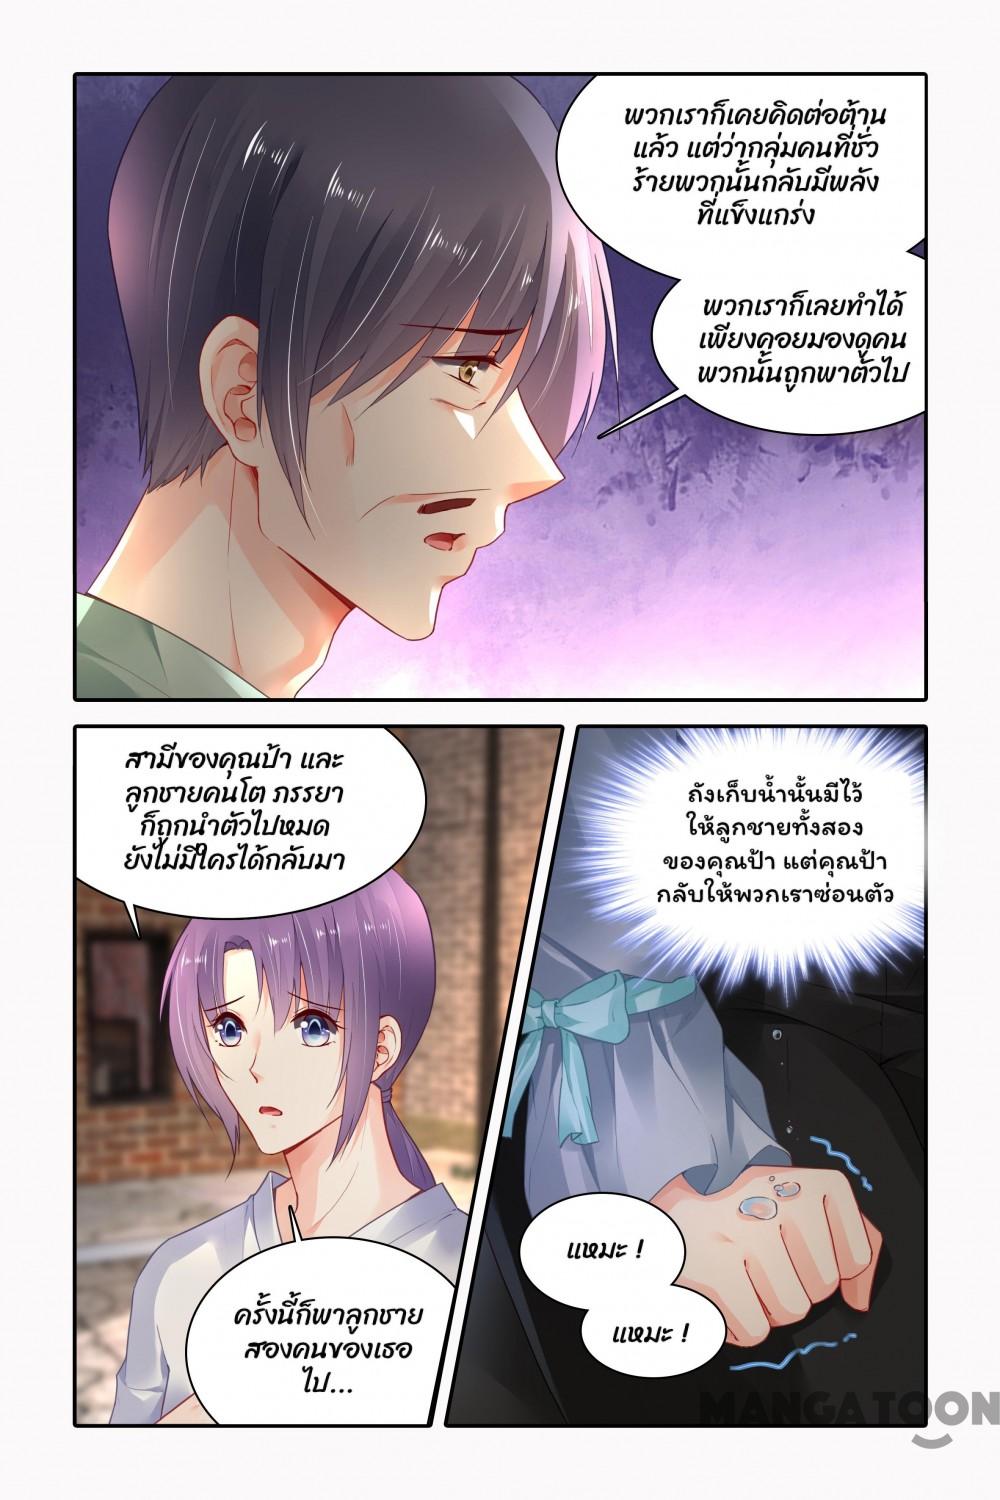 พวกเราก็เคยคิดต่อต้าน
แล้ว แต่ว่ากลุ่มคนที่ชั่ว
ร้ายพวกนั้นกลับมีพลัง
ที่แข็งแกร่ง
พวกเราก็เลยทำได้
เพียงคอยมองดูคน
พวกนั้นถูกพาตัวไป
สามีของคุณป้า และ
ลูกชายคนโต ภรรยา
ก็ถูกนำตัวไปหมด
ยังไม่มีใครได้กลับมา
ครั้งนี้ก็พาลูกชาย
สองคนของเธอ
ไป...
ถังเก็บน้ำนั้นมีไว้
ให้ลูกชายทั้งสอง
ของคุณป้า แต่คุณป้า
กลับให้พวกเราซ่อนตัว
แหมะ !
แหมะ !
MANGATOON